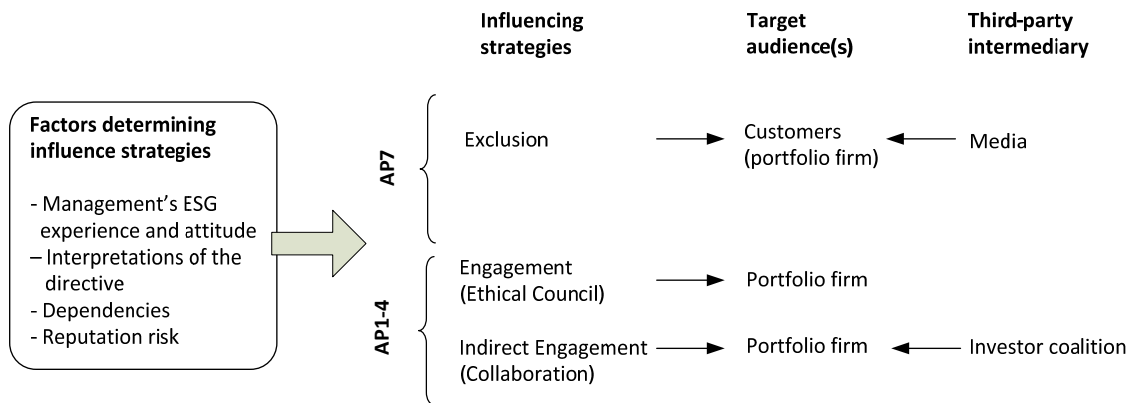 Influencing
strategies
Target
audience(s)
Third-party
intermediary
Factors determining
influence strategies
- Management's ESG
experience and attitude
– Interpretations of the
directive
- Dependencies
- Reputation risk
AP7
Exclusion
Customers
(portfolio firm)
Media
AP1-4
Engagement
(Ethical Council)
Portfolio firm
Indirect Engagement
(Collaboration)
Portfolio firm
Investor coalition